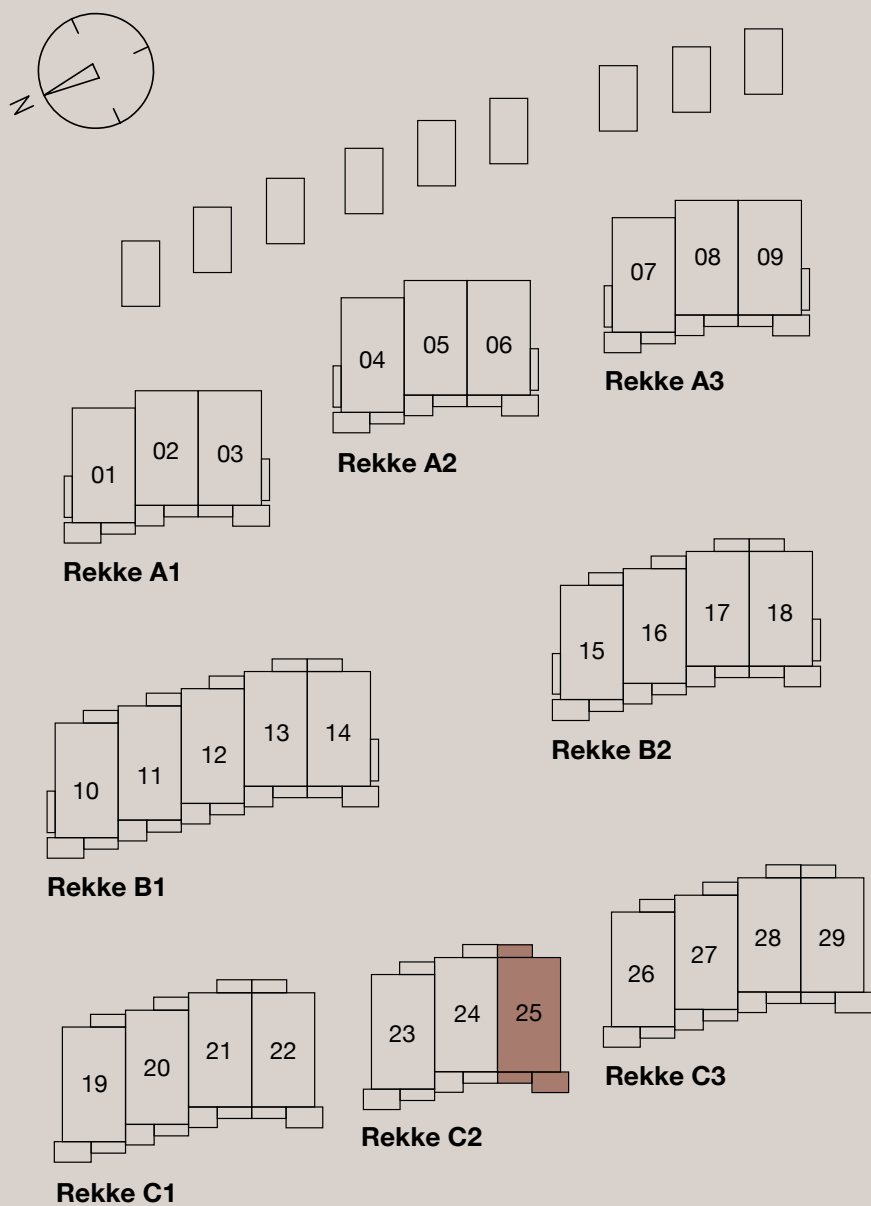 N
07 08 09
Rekke A3
04 05 06
Rekke A2
01 02 03
Rekke A1
15 16 17 18
Rekke B2
10 11 12 13 14
Rekke B1
26 27 28 29
Rekke C3
23 24 25
Rekke C2
19 20 21 22
Rekke C1